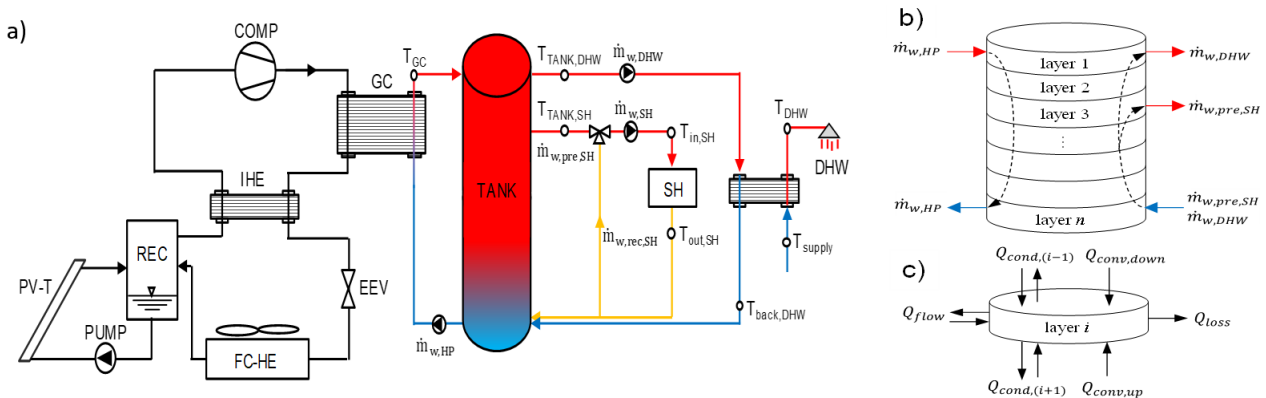 a)
COMP
T_GC
GC
T_TANK,DHW
ṁ_w,DHW
T_TANK,SH
ṁ_w,SH
T_in,SH
ṁ_w,pre,SH
T_DHW
DHW
IHE
TANK
SH
REC
ṁ_w,rec,SH
T_out,SH
T_supply
PV-T
EEV
PUMP
FC-HE
ṁ_w,HP
T_back,DHW
b)
ṁ_w,HP
layer 1
ṁ_w,DHW
layer 2
layer 3
ṁ_w,pre,SH
⋮
ṁ_w,HP
layer n
ṁ_w,pre,SH
ṁ_w,DHW
c)
Q_cond,(i−1)
Q_conv,down
Q_flow
layer i
Q_loss
Q_cond,(i+1)
Q_conv,up